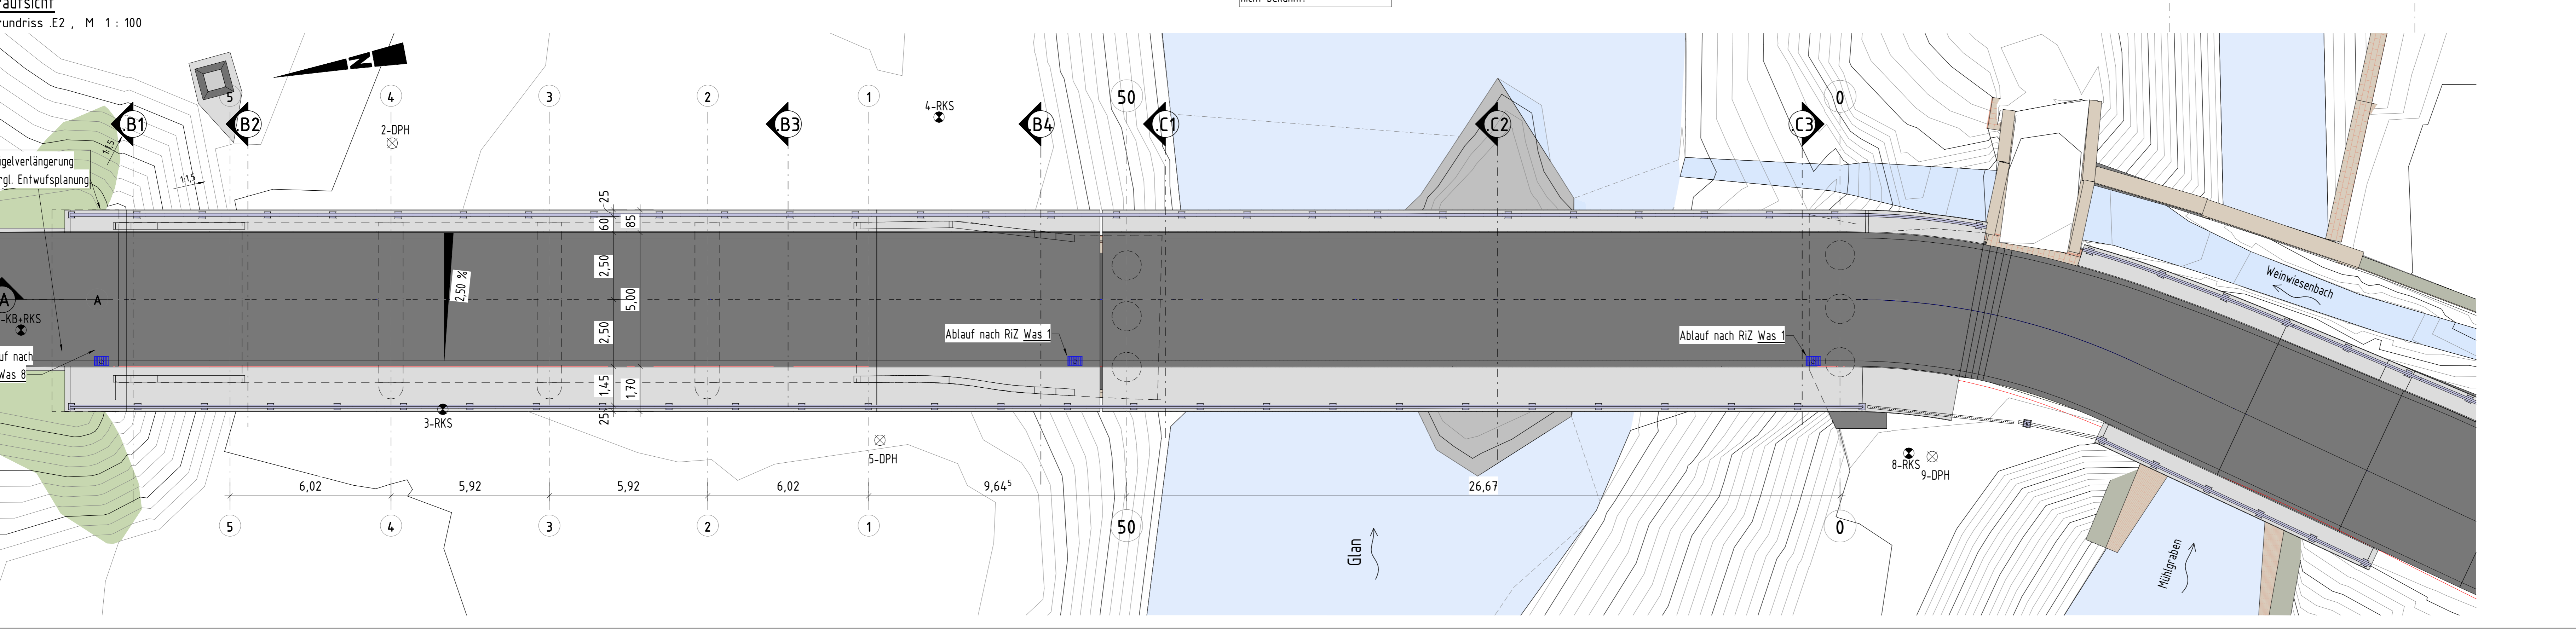 raufsicht
rundriss .E2 , M 1 : 100
N
5
4
3
2
1
50
0
.B1
.B2
.B3
.B4
.C1
.C2
.C3
2-DPH
4-RKS
1:1,5
1:1,5
igelverlängerung
rgl. Entwufsplanung
25
60
85
2,50 %
2,50
5,00
2,50
A
A
-KB+RKS
Weinwiesenbach
Ablauf nach RiZ Was 1
Ablauf nach RiZ Was 1
uf nach
Was 8
1,45
1,70
25
3-RKS
5-DPH
8-RKS
9-DPH
6,02
5,92
5,92
6,02
9,64⁵
26,67
5
4
3
2
1
50
0
Glan
Mühlgraben